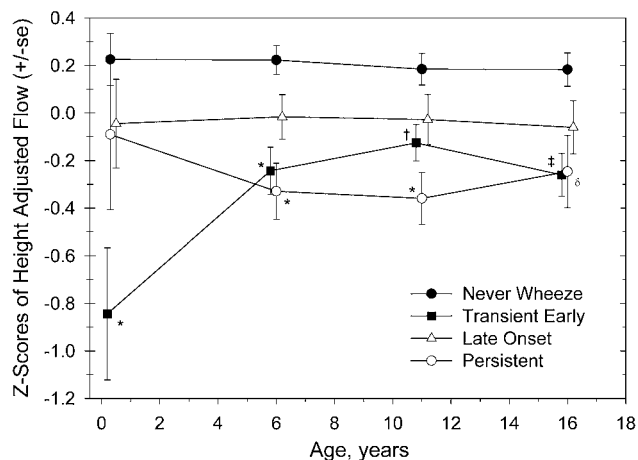 Z-Scores of Height Adjusted Flow (+/-se)
0.4
0.2
0.0
-0.2
-0.4
-0.6
-0.8
-1.0
-1.2
*
*
*
†
*
‡
δ
Never Wheeze
Transient Early
Late Onset
Persistent
0 2 4 6 8 10 12 14 16 18
Age, years